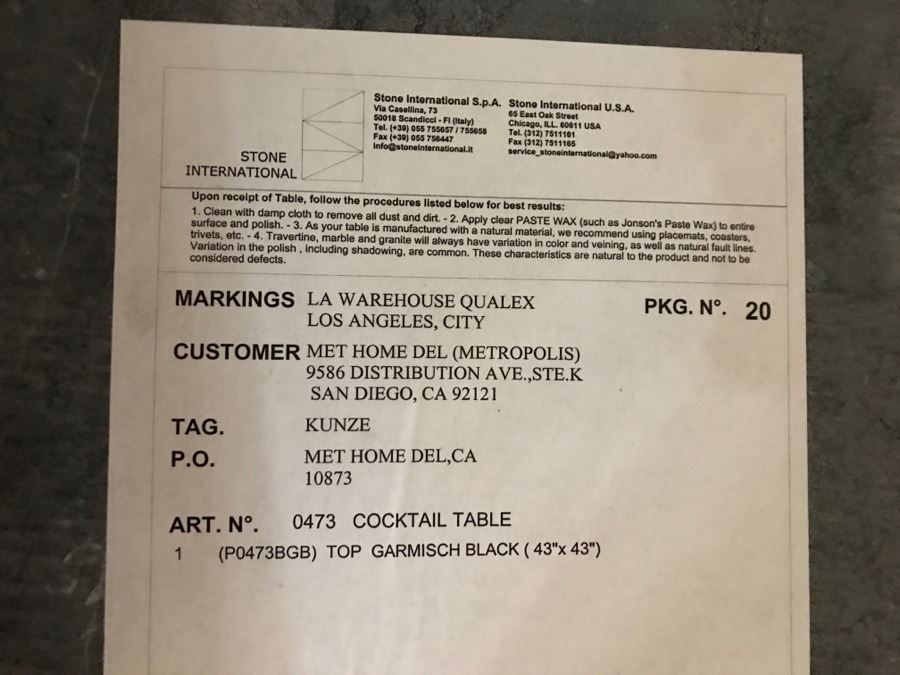 STONE
INTERNATIONAL
Stone International S.p.A.
Via Casellina, 73
50018 Scandicci - FI (Italy)
Tel. (+39) 055 755057 / 755658
Fax (+39) 055 756447
info@stoneinternational.it
Stone International U.S.A.
65 East Oak Street
Chicago, ILL. 60611 USA
Tel. (312) 7511161
Fax (312) 7511165
service_stoneinternational@yahoo.com
Upon receipt of Table, follow the procedures listed below for best results:
1. Clean with damp cloth to remove all dust and dirt. - 2. Apply clear PASTE WAX (such as Jonson's Paste Wax) to entire
surface and polish. - 3. As your table is manufactured with a natural material, we recommend using placemats, coasters,
trivets, etc. - 4. Travertine, marble and granite will always have variation in color and veining, as well as natural fault lines.
Variation in the polish , including shadowing, are common. These characteristics are natural to the product and not to be
considered defects.
MARKINGS LA WAREHOUSE QUALEX PKG. N°. 20
LOS ANGELES, CITY
CUSTOMER MET HOME DEL (METROPOLIS)
9586 DISTRIBUTION AVE.,STE.K
SAN DIEGO, CA 92121
TAG. KUNZE
P.O. MET HOME DEL,CA
10873
ART. N°. 0473 COCKTAIL TABLE
1 (P0473BGB) TOP GARMISCH BLACK ( 43"x 43")